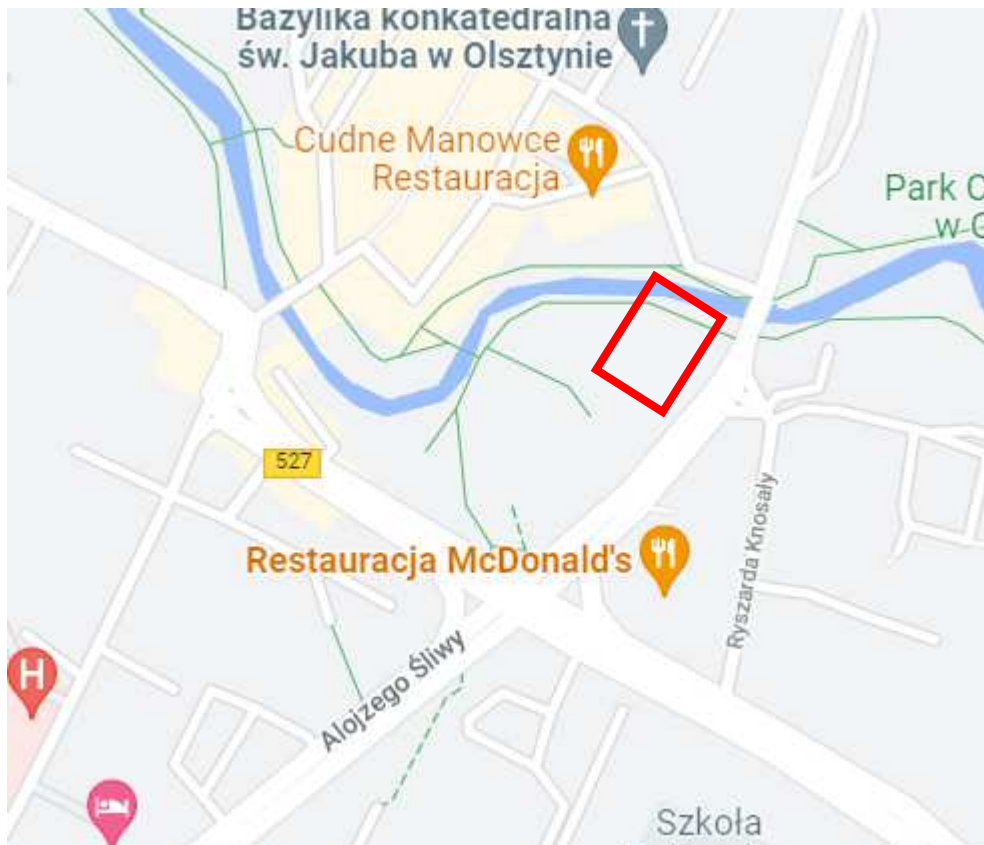 Bazylika konkatedralna
św. Jakuba w Olsztynie
Cudne Manowce
Restauracja
Park C
w G
527
Restauracja McDonald's
Ryszarda Knosały
Alojzego Śliwy
H
Szkoła